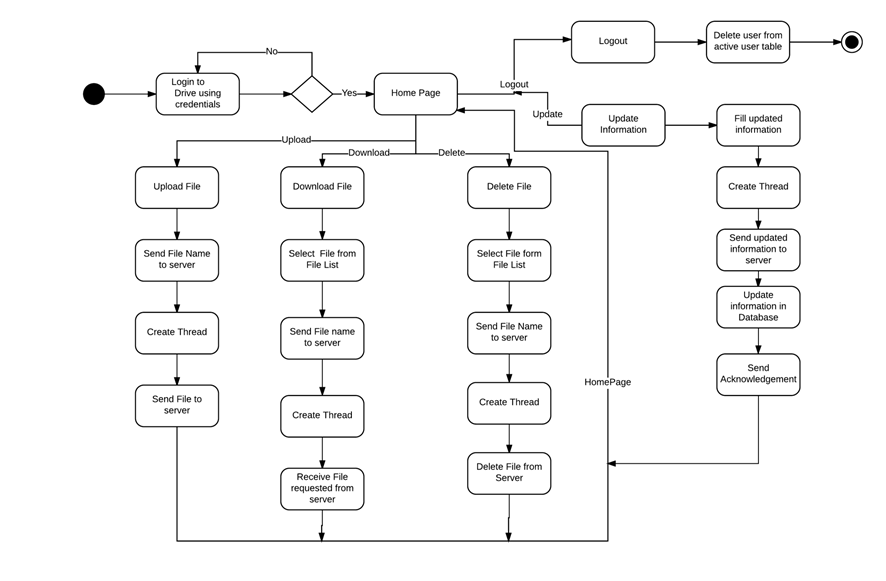 Logout
Delete user from
active user table
No
Login to
Drive using
credentials
Yes
Home Page
Logout
Update
Update
Information
Fill updated
information
Upload
Download
Delete
Upload File
Download File
Delete File
Create Thread
Send File Name
to server
Select File from
File List
Select File form
File List
Send updated
information to
server
Update
information in
Database
Create Thread
Send File name
to server
Send File Name
to server
Send
Acknowledgement
HomePage
Send File to
server
Create Thread
Create Thread
Receive File
requested from
server
Delete File from
Server